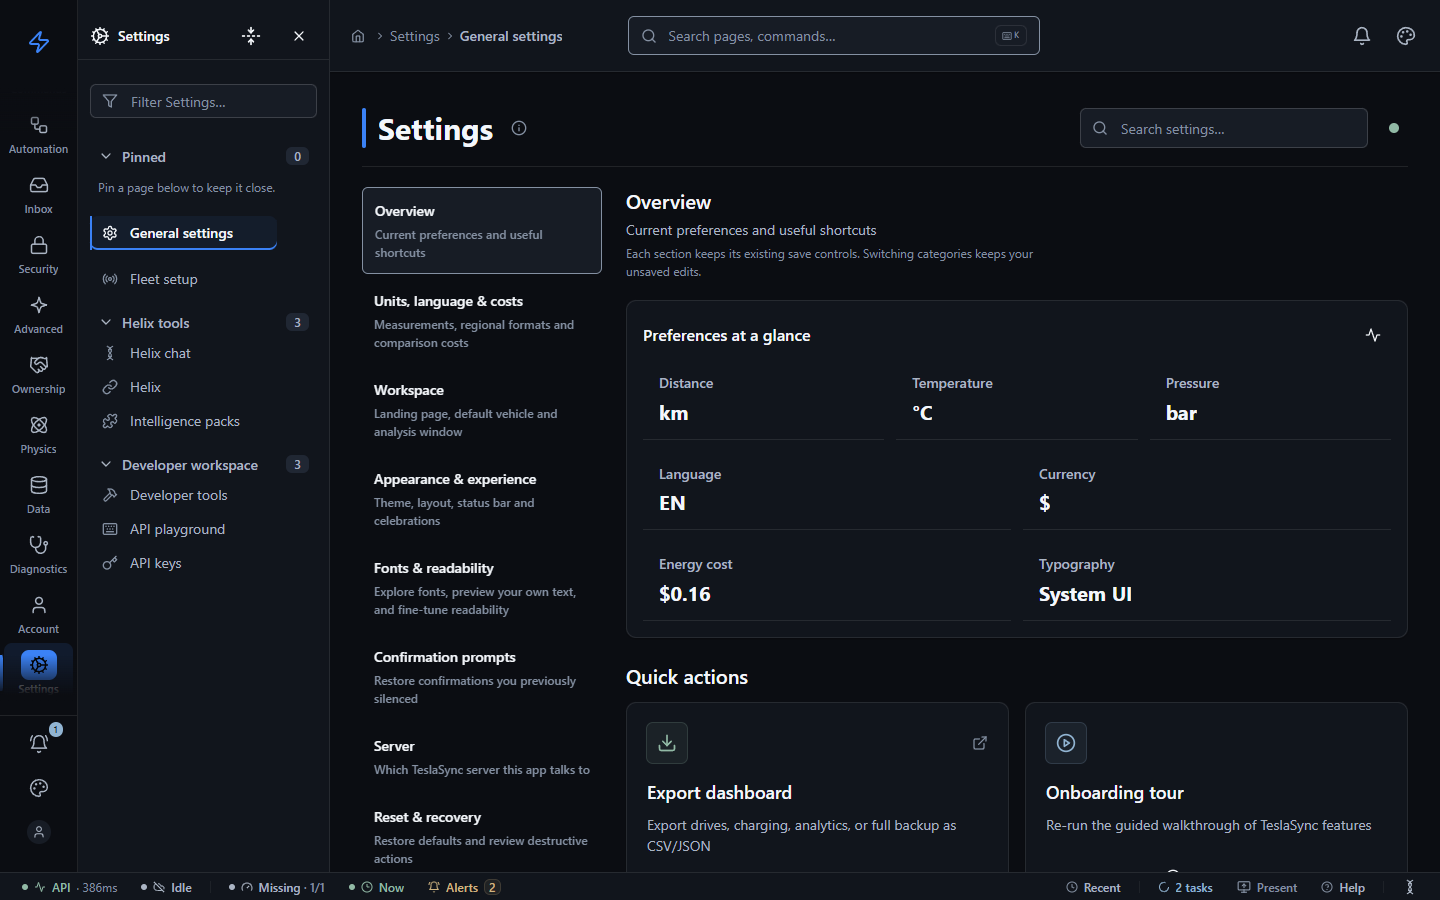 Automation
Inbox
Security
Advanced
Ownership
Physics
Data
Diagnostics
Account
Settings
1
Settings
Filter Settings...
Pinned
0
Pin a page below to keep it close.
General settings
Fleet setup
Helix tools
3
Helix chat
Helix
Intelligence packs
Developer workspace
3
Developer tools
API playground
API keys
Settings
General settings
Search pages, commands...
K
Settings
Search settings...
Overview
Current preferences and useful
shortcuts
Units, language & costs
Measurements, regional formats and
comparison costs
Workspace
Landing page, default vehicle and
analysis window
Appearance & experience
Theme, layout, status bar and
celebrations
Fonts & readability
Explore fonts, preview your own text,
and fine-tune readability
Confirmation prompts
Restore confirmations you previously
silenced
Server
Which TeslaSync server this app talks to
Reset & recovery
Restore defaults and review destructive
actions
Overview
Current preferences and useful shortcuts
Each section keeps its existing save controls. Switching categories keeps your
unsaved edits.
Preferences at a glance
Distance
km
Temperature
°C
Pressure
bar
Language
EN
Currency
$
Energy cost
$0.16
Typography
System UI
Quick actions
Export dashboard
Export drives, charging, analytics, or full backup as
CSV/JSON
Onboarding tour
Re-run the guided walkthrough of TeslaSync features
API · 386ms
Idle
Missing · 1/1
Now
Alerts 2
Recent
2 tasks
Present
Help